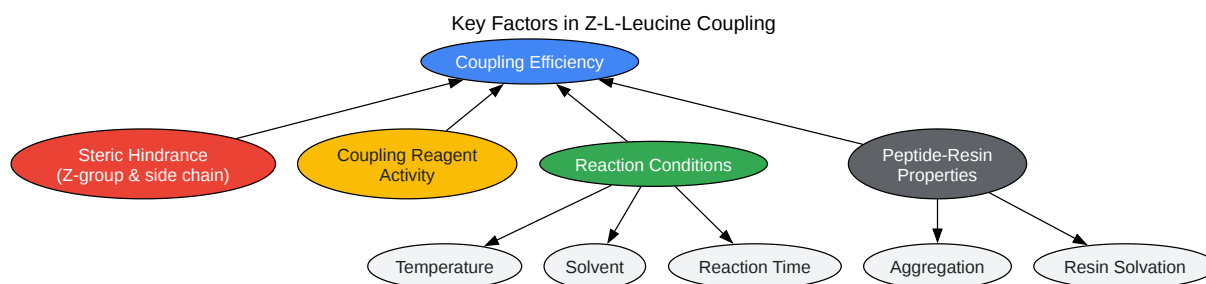 Key Factors in Z-L-Leucine Coupling
Coupling Efficiency
Steric Hindrance
(Z-group & side chain)
Coupling Reagent
Activity
Reaction Conditions
Peptide-Resin
Properties
Temperature
Solvent
Reaction Time
Aggregation
Resin Solvation